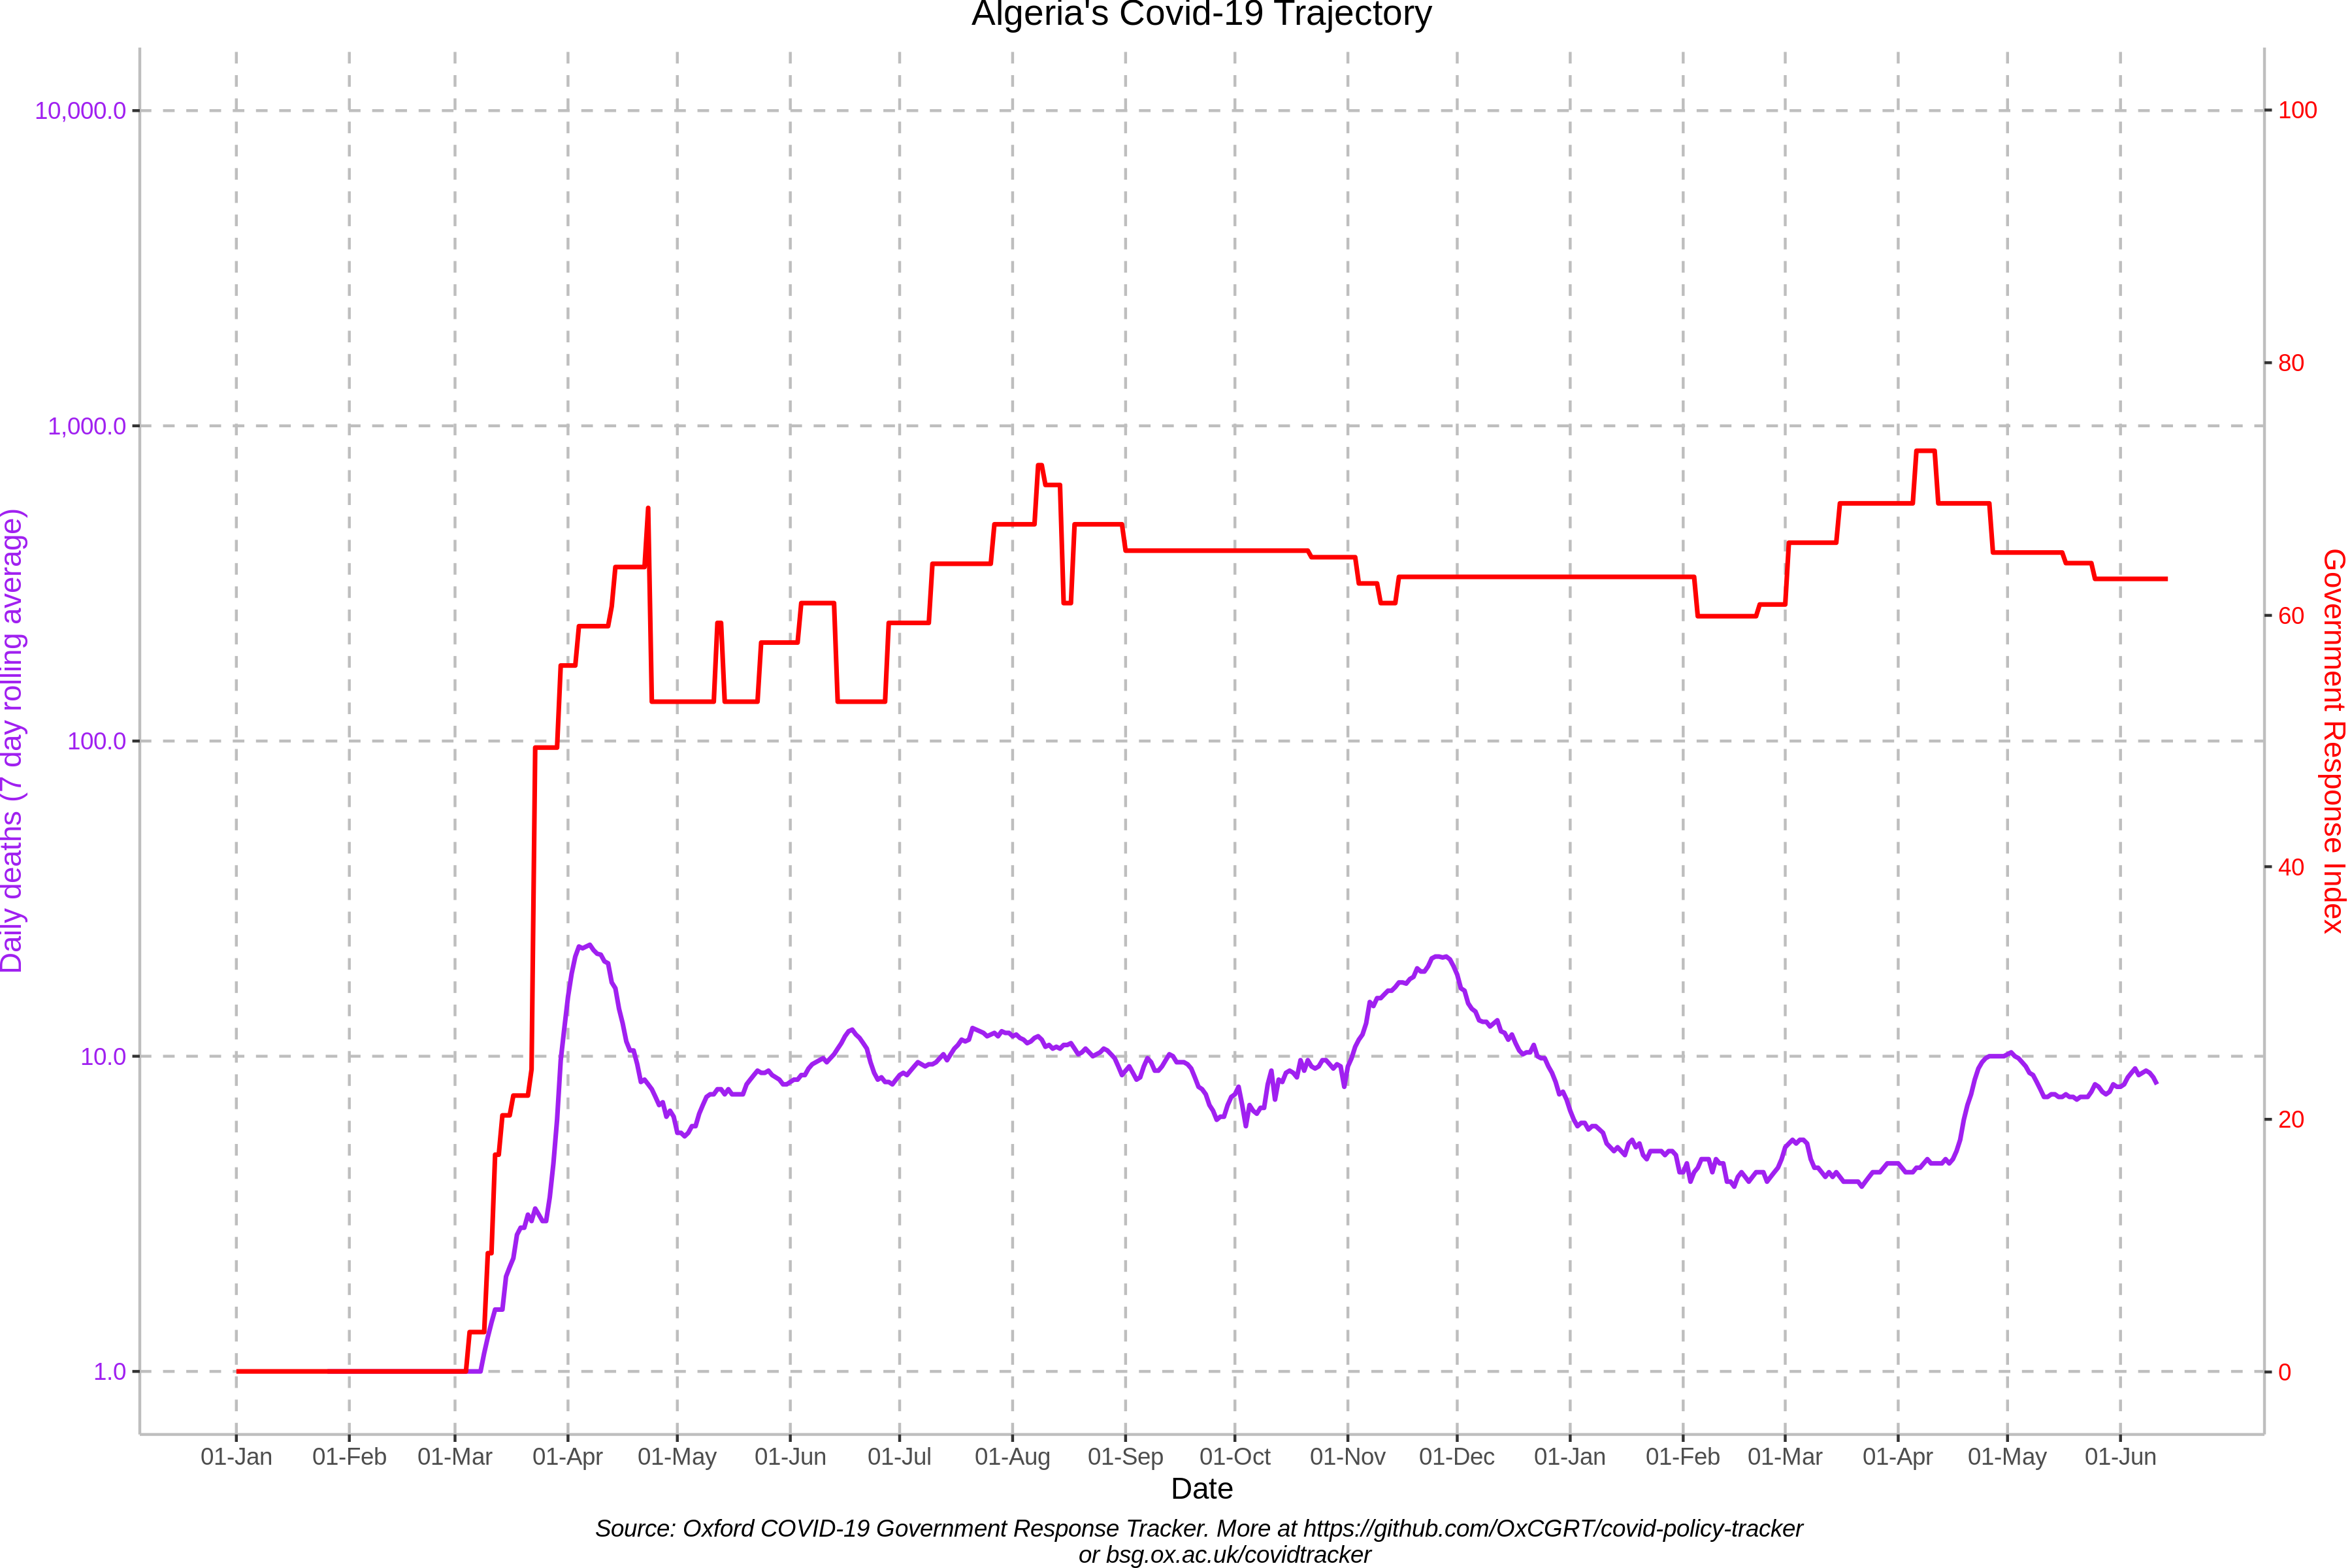 Algeria's Covid-19 Trajectory
10,000.0
1,000.0
100.0
10.0
1.0
Daily deaths (7 day rolling average)
100
80
60
40
20
0
Government Response Index
01-Jan 01-Feb 01-Mar 01-Apr 01-May 01-Jun 01-Jul 01-Aug 01-Sep 01-Oct 01-Nov 01-Dec 01-Jan 01-Feb 01-Mar 01-Apr 01-May 01-Jun
Date
Source: Oxford COVID-19 Government Response Tracker. More at https://github.com/OxCGRT/covid-policy-tracker
or bsg.ox.ac.uk/covidtracker